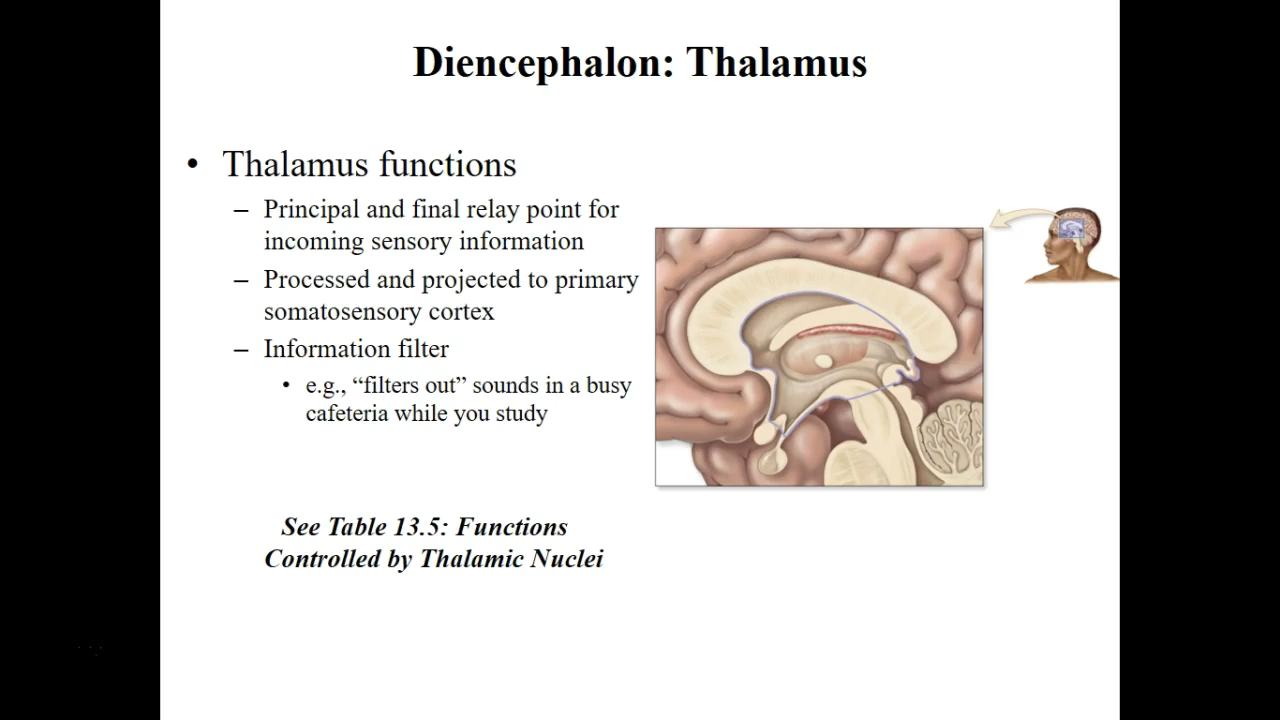 Diencephalon: Thalamus
• Thalamus functions
– Principal and final relay point for
incoming sensory information
– Processed and projected to primary
somatosensory cortex
– Information filter
• e.g., “filters out” sounds in a busy
cafeteria while you study
See Table 13.5: Functions
Controlled by Thalamic Nuclei